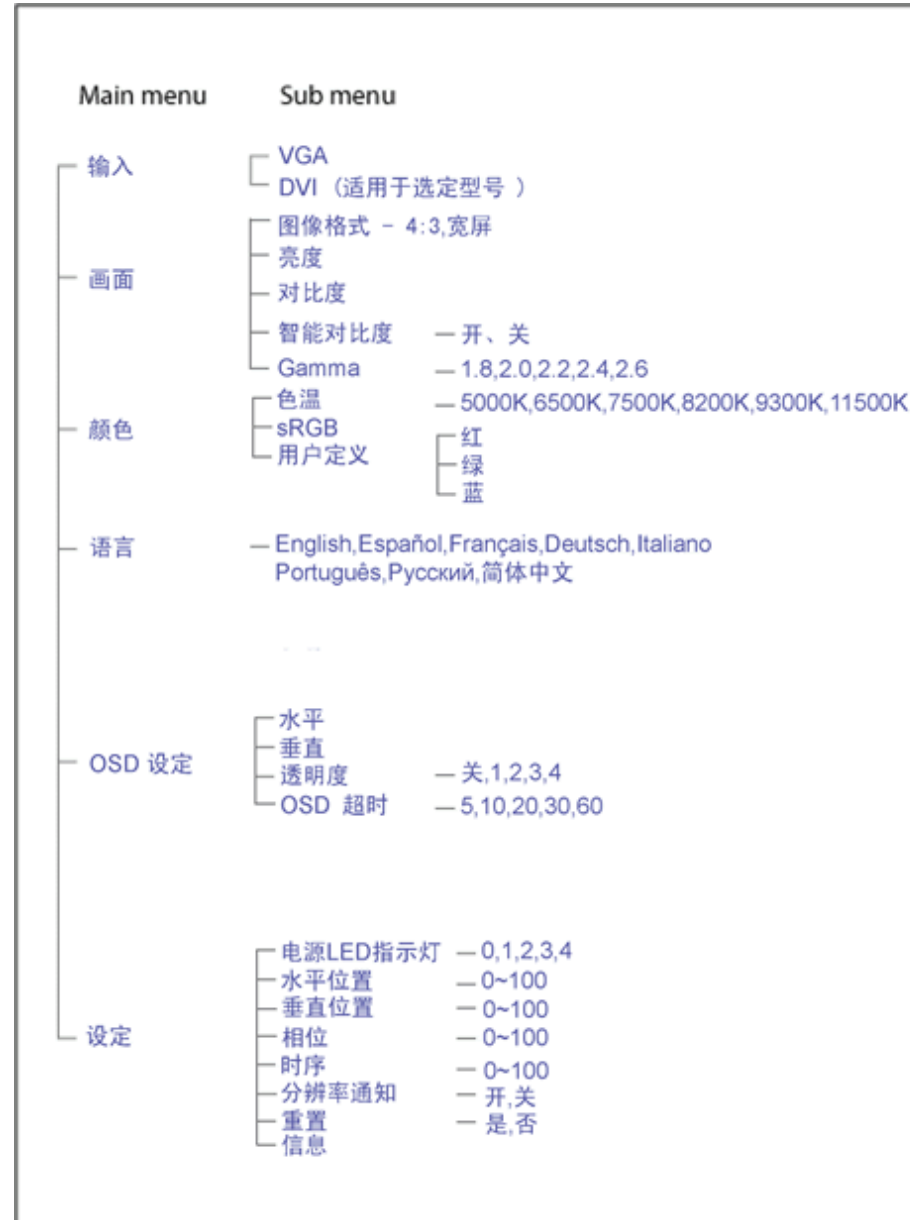 Main menu Sub menu
输入 VGA
DVI （适用于选定型号 ）
画面 图像格式 － 4:3,宽屏
亮度
对比度
智能对比度 — 开、关
Gamma — 1.8,2.0,2.2,2.4,2.6
颜色 色温 — 5000K,6500K,7500K,8200K,9300K,11500K
sRGB
用户定义 红
绿
蓝
语言 — English,Español,Français,Deutsch,Italiano
Português,Русский,简体中文
OSD 设定 水平
垂直
透明度 — 关,1,2,3,4
OSD 超时 — 5,10,20,30,60
设定 电源LED指示灯 — 0,1,2,3,4
水平位置 — 0~100
垂直位置 — 0~100
相位 — 0~100
时序 — 0~100
分辨率通知 — 开,关
重置 — 是,否
信息